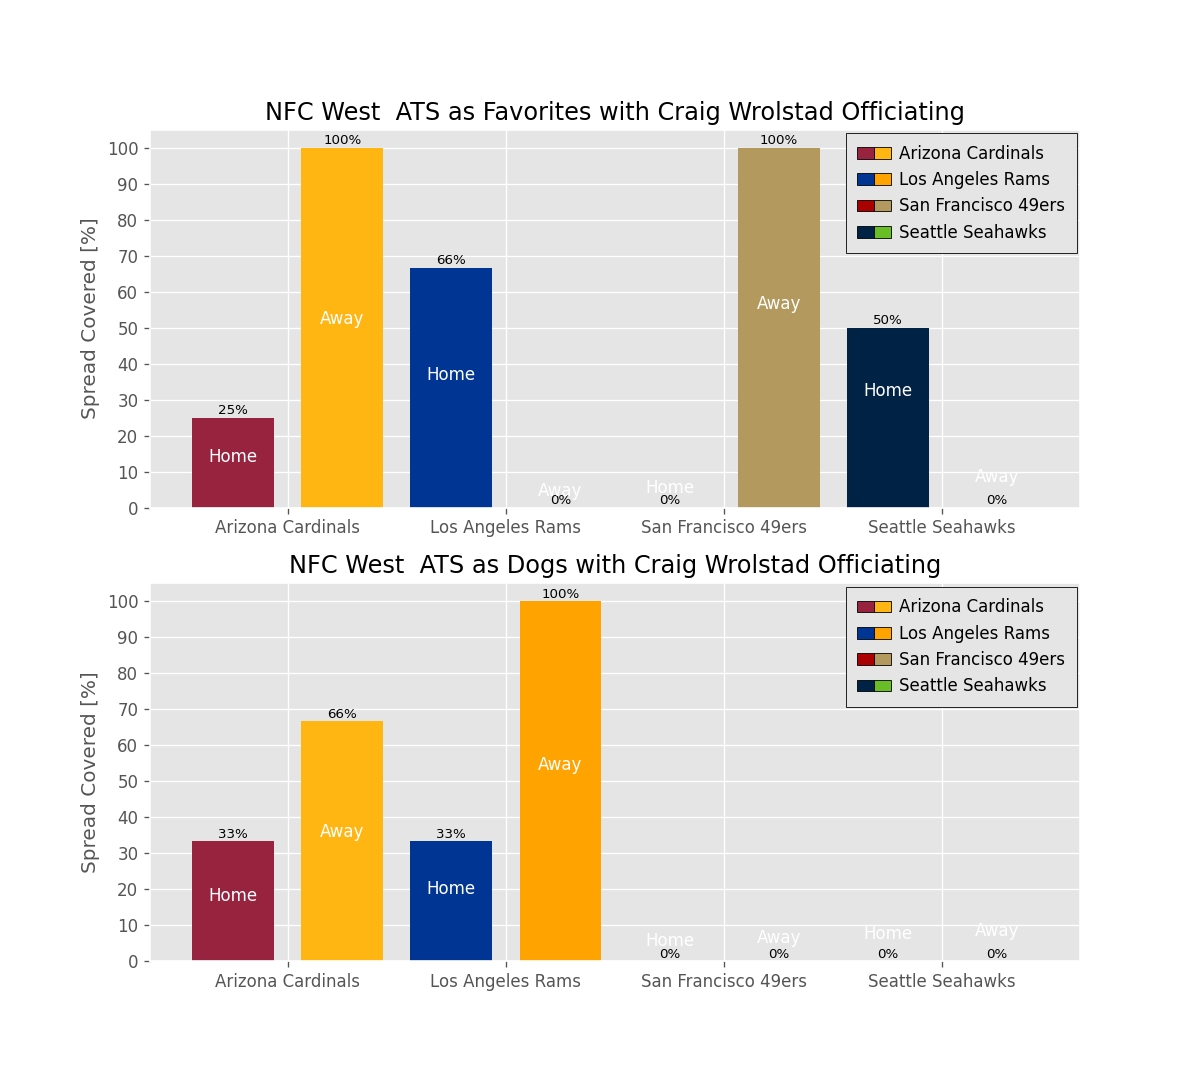 NFC West  ATS as Favorites with Craig Wrolstad Officiating
Spread Covered [%]
100
90
80
70
60
50
40
30
20
10
0
25%
Home
100%
Away
66%
Home
0%
Away
0%
Home
100%
Away
50%
Home
0%
Away
Arizona Cardinals
Los Angeles Rams
San Francisco 49ers
Seattle Seahawks
Arizona Cardinals
Los Angeles Rams
San Francisco 49ers
Seattle Seahawks
NFC West  ATS as Dogs with Craig Wrolstad Officiating
Spread Covered [%]
100
90
80
70
60
50
40
30
20
10
0
33%
Home
66%
Away
33%
Home
100%
Away
0%
Home
0%
Away
0%
Home
0%
Away
Arizona Cardinals
Los Angeles Rams
San Francisco 49ers
Seattle Seahawks
Arizona Cardinals
Los Angeles Rams
San Francisco 49ers
Seattle Seahawks